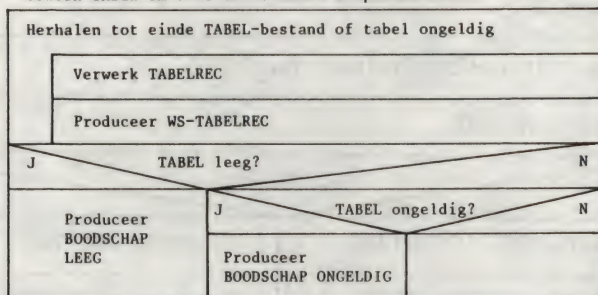 Herhalen tot einde TABEL-bestand of tabel ongeldig
Verwerk TABELREC
Produceer WS-TABELREC
J TABEL leeg? N
Produceer
BOODSCHAP
LEEG
J TABEL ongeldig? N
Produceer
BOODSCHAP ONGELDIG